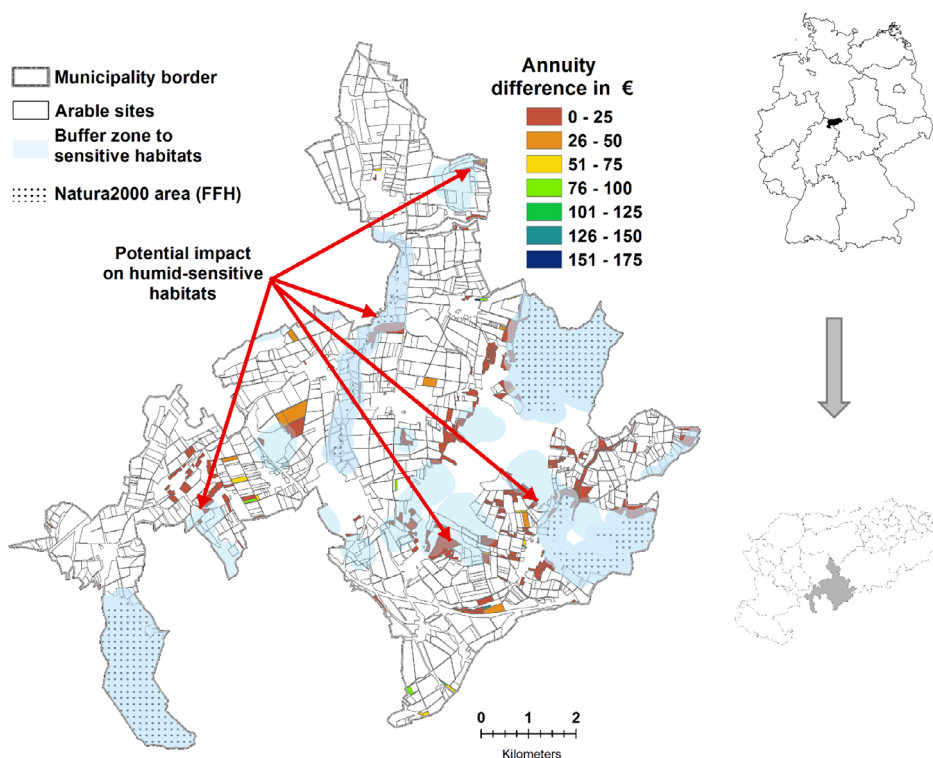 Municipality border
Arable sites
Buffer zone to
sensitive habitats
Natura2000 area (FFH)
Potential impact
on humid-sensitive
habitats
Annuity
difference in €
0 - 25
26 - 50
51 - 75
76 - 100
101 - 125
126 - 150
151 - 175
0 1 2
Kilometers